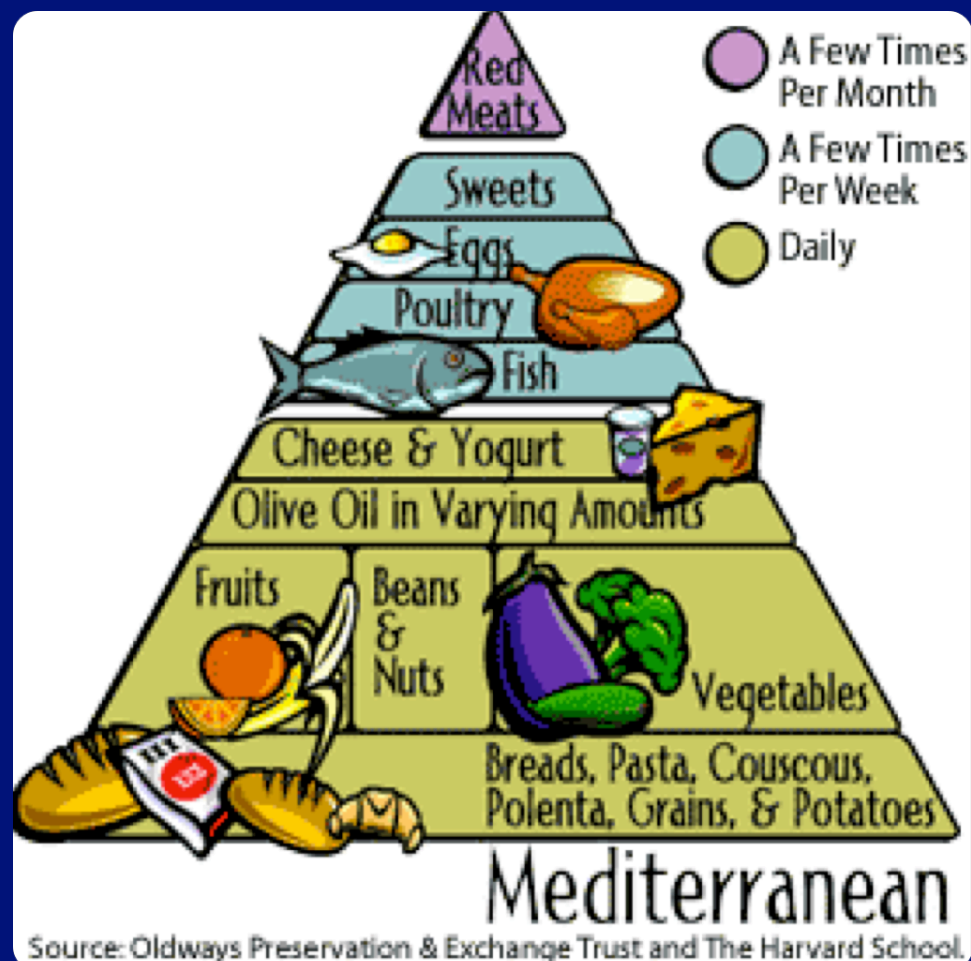 Red
Meats
A Few Times
Per Month
Sweets
A Few Times
Per Week
Eggs
Daily
Poultry
Fish
Cheese & Yogurt
Olive Oil in Varying Amounts
Fruits
Beans
&
Nuts
Vegetables
Breads, Pasta, Couscous,
Polenta, Grains, & Potatoes
Mediterranean
Source: Oldways Preservation & Exchange Trust and The Harvard School.